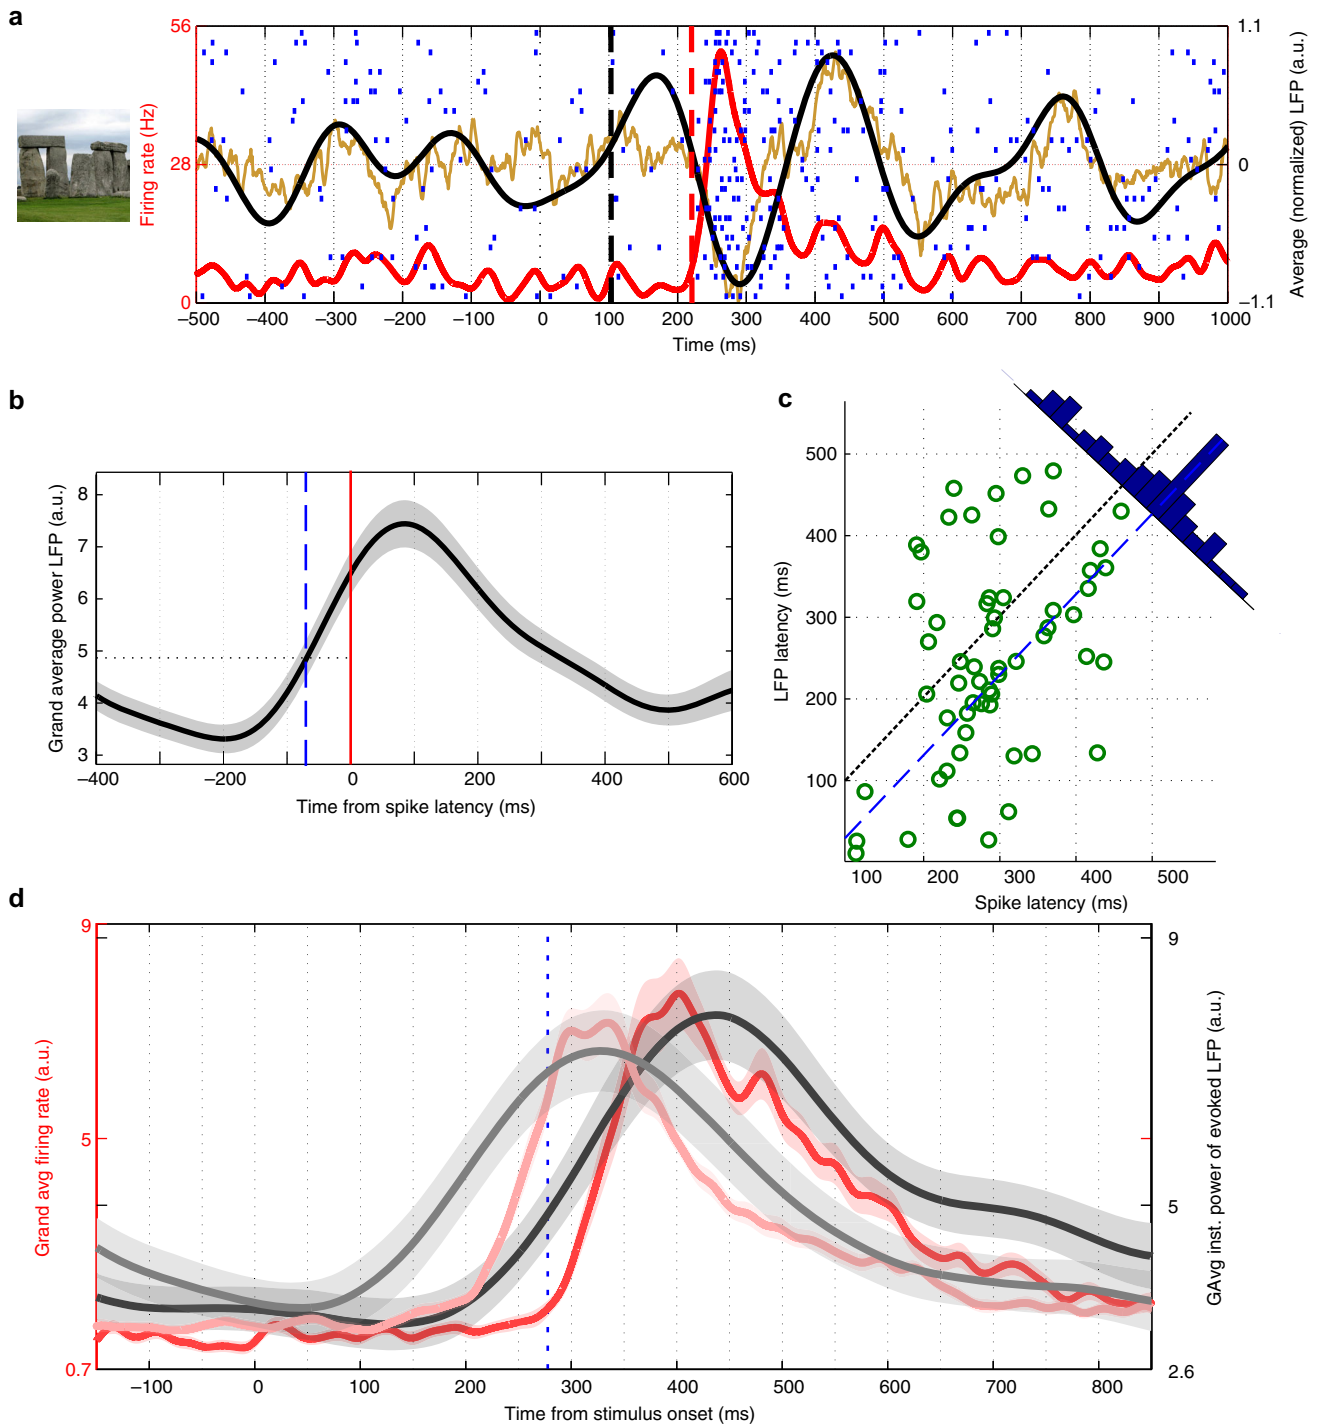 a
56
28
0
Firing rate (Hz)
1.1
0
–1.1
Average (normalized) LFP (a.u.)
–500 –400 –300 –200 –100 0 100 200 300 400 500 600 700 800 900 1000
Time (ms)
b
8
7
6
5
4
3
Grand average power LFP (a.u.)
–400 –200 0 200 400 600
Time from spike latency (ms)
c
500
400
300
200
100
LFP latency (ms)
100 200 300 400 500
Spike latency (ms)
d
9
5
0.7
Grand avg firing rate (a.u.)
9
5
2.6
GAvg inst. power of evoked LFP (a.u.)
–100 0 100 200 300 400 500 600 700 800
Time from stimulus onset (ms)